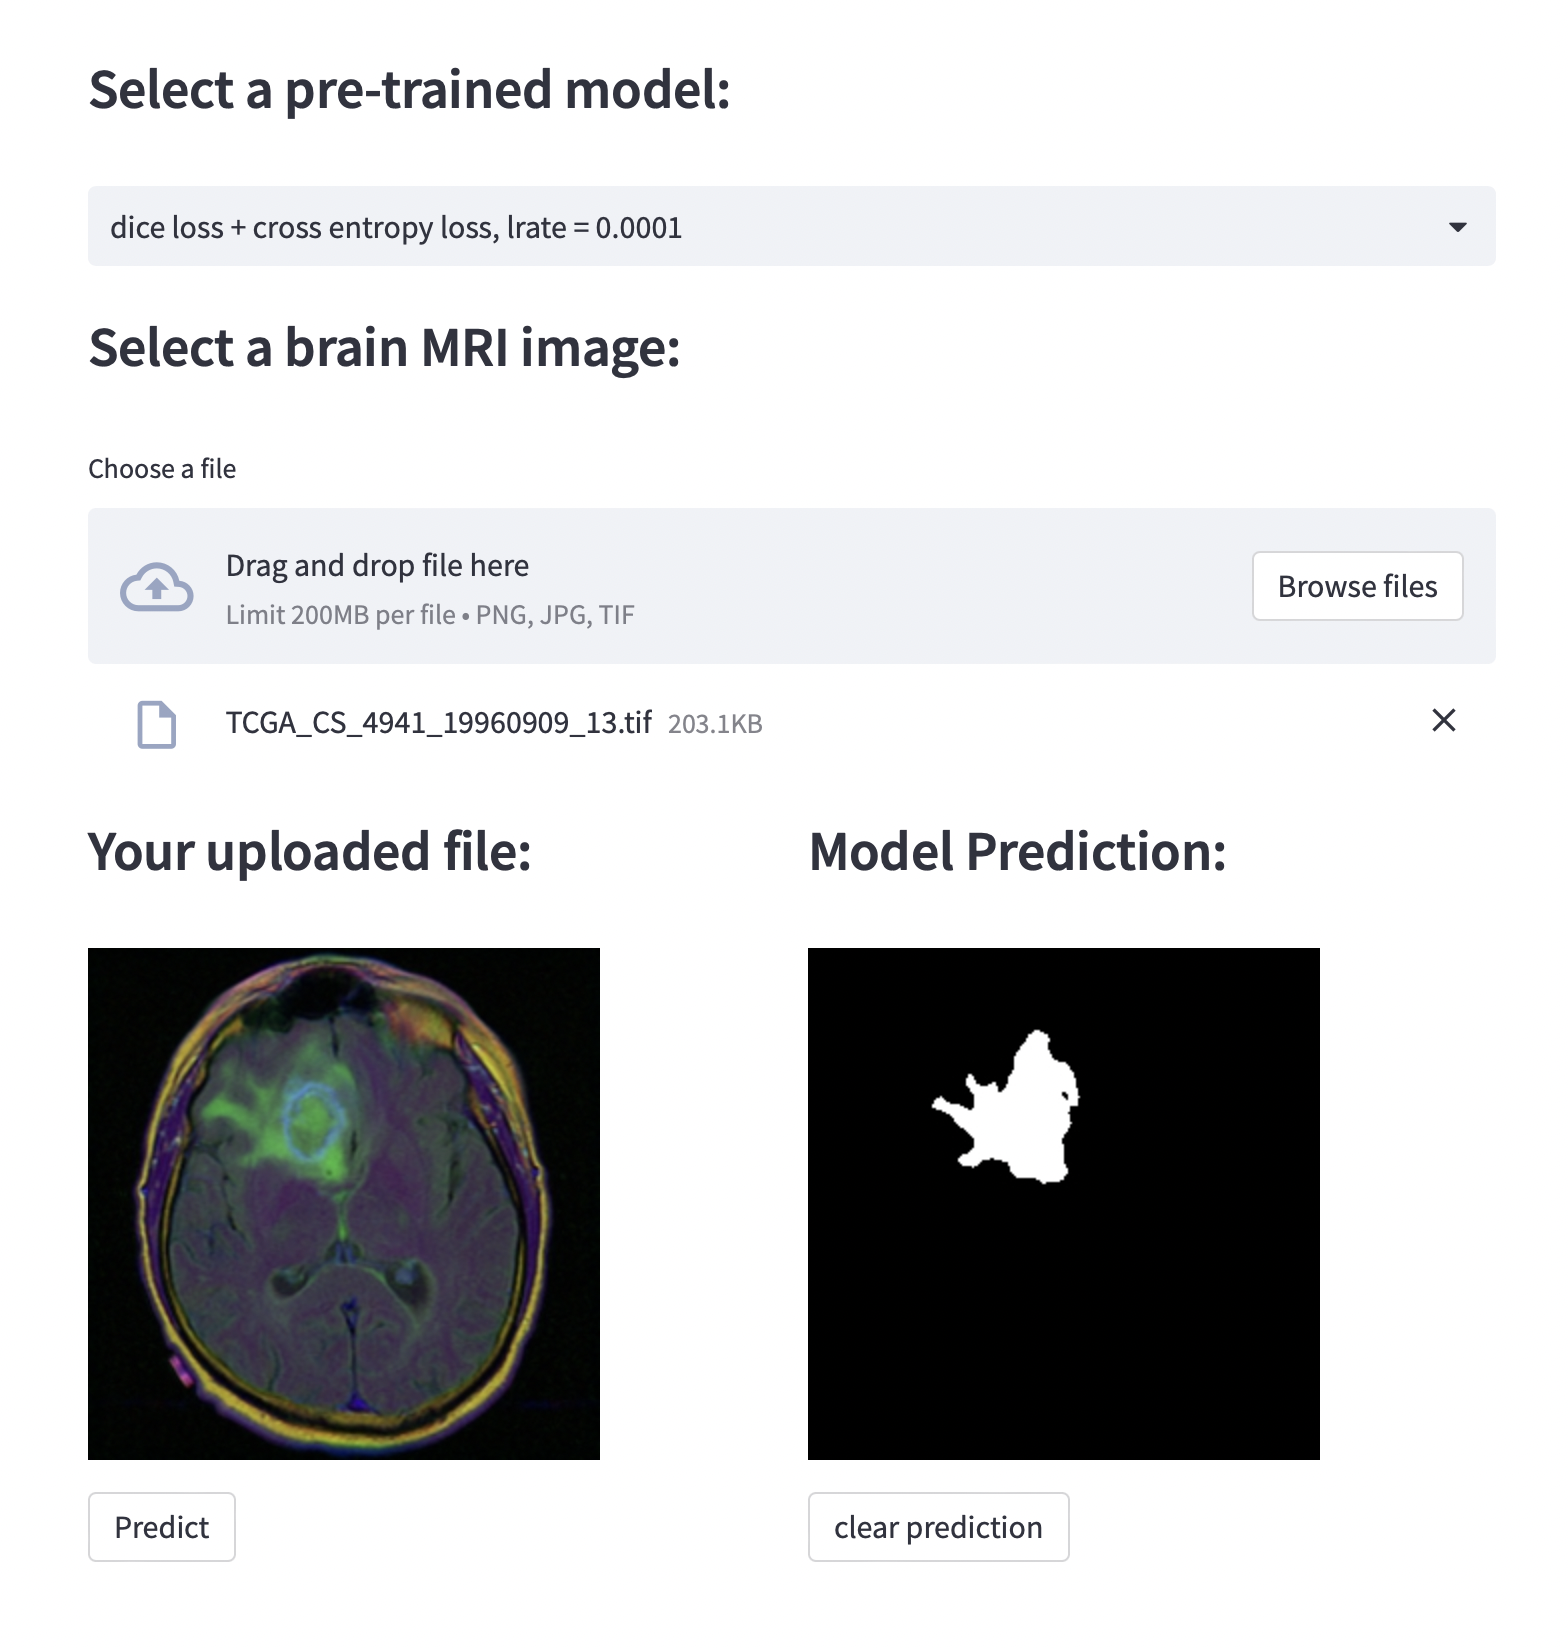 Select a pre-trained model:
dice loss + cross entropy loss, lrate = 0.0001
Select a brain MRI image:
Choose a file
Drag and drop file here
Limit 200MB per file • PNG, JPG, TIF
Browse files
TCGA_CS_4941_19960909_13.tif 203.1KB
Your uploaded file:
Model Prediction:
Predict
clear prediction